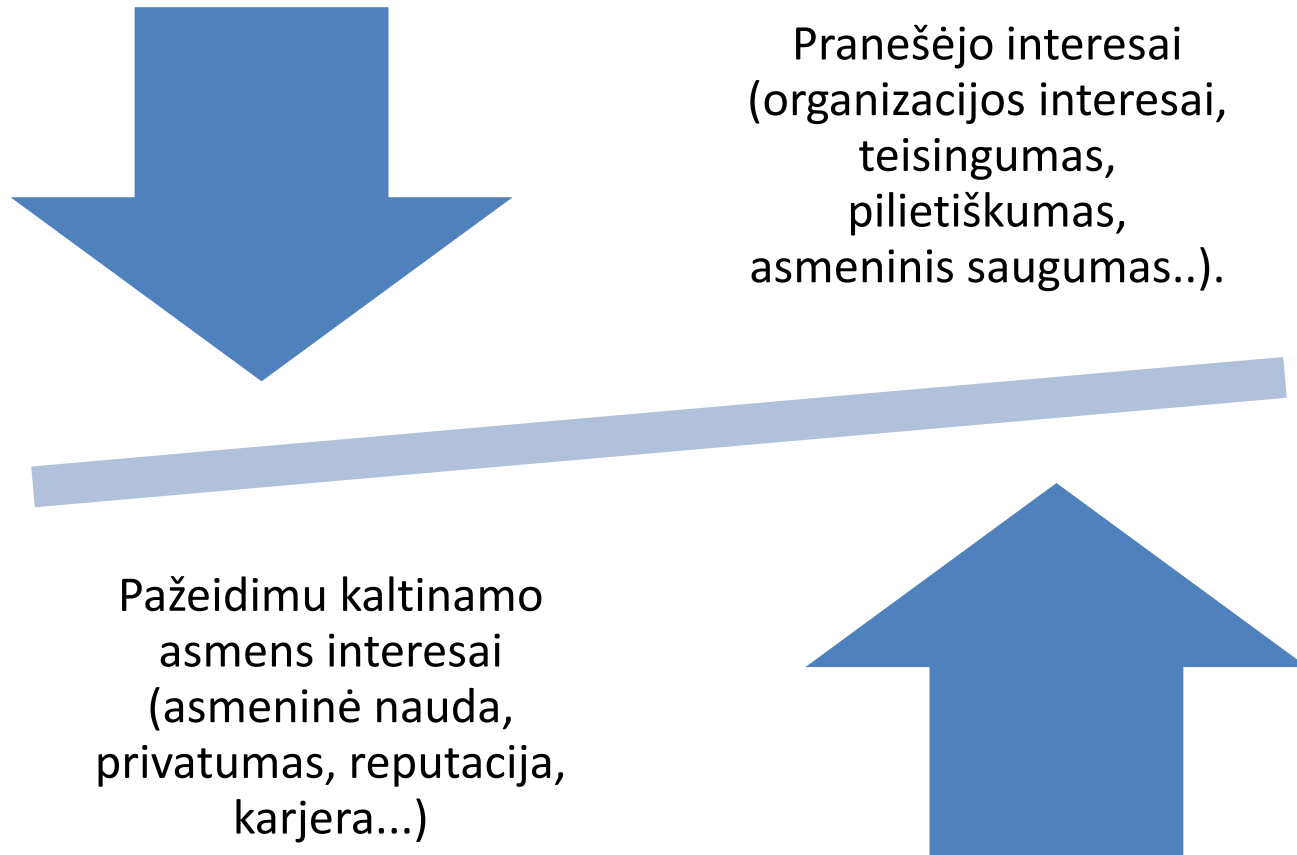 Pranešėjo interesai
(organizacijos interesai,
teisingumas,
pilietiškumas,
asmeninis saugumas..).
Pažeidimu kaltinamo
asmens interesai
(asmeninė nauda,
privatumas, reputacija,
karjera...)